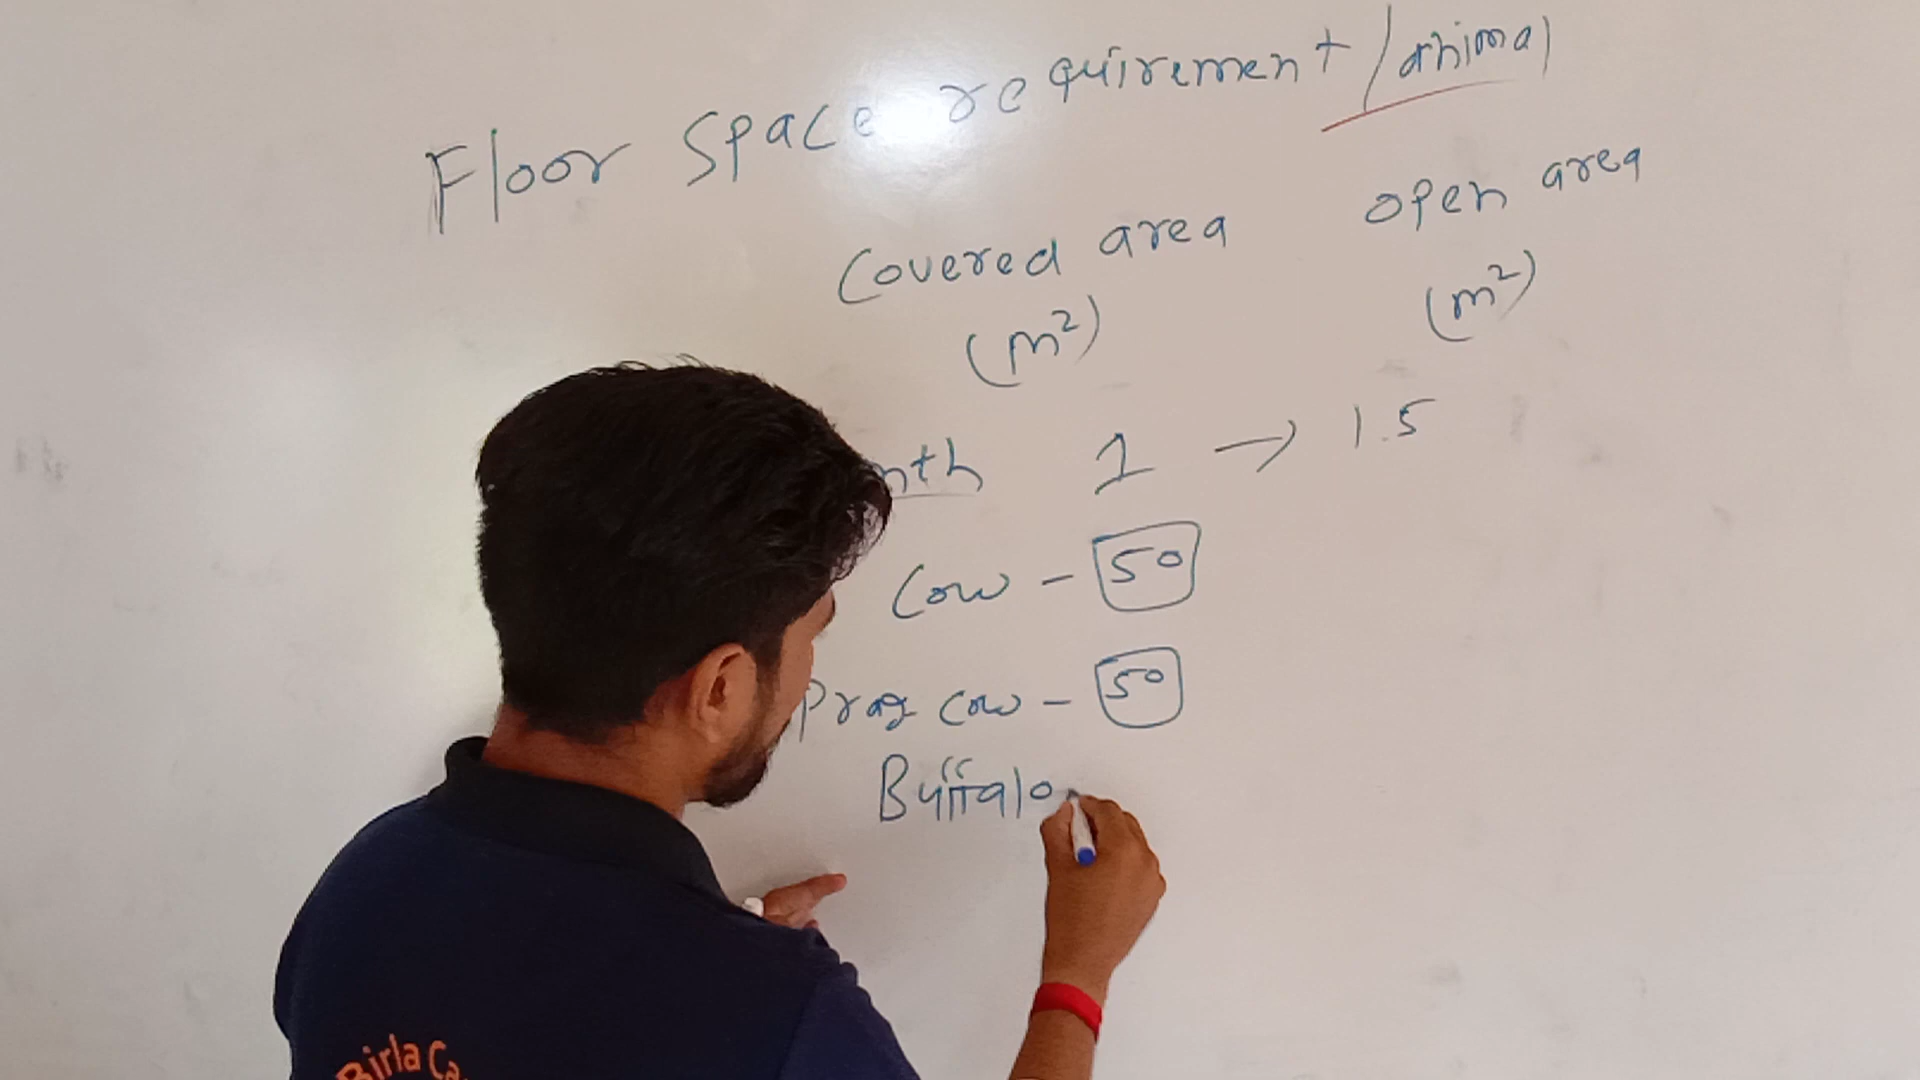 Floor space requirement/animal
Covered area open area
(m²) (m²)
nth 1 → 1.5
Cow - 50
Preg cow - 50
Buffalo
Birla Ca